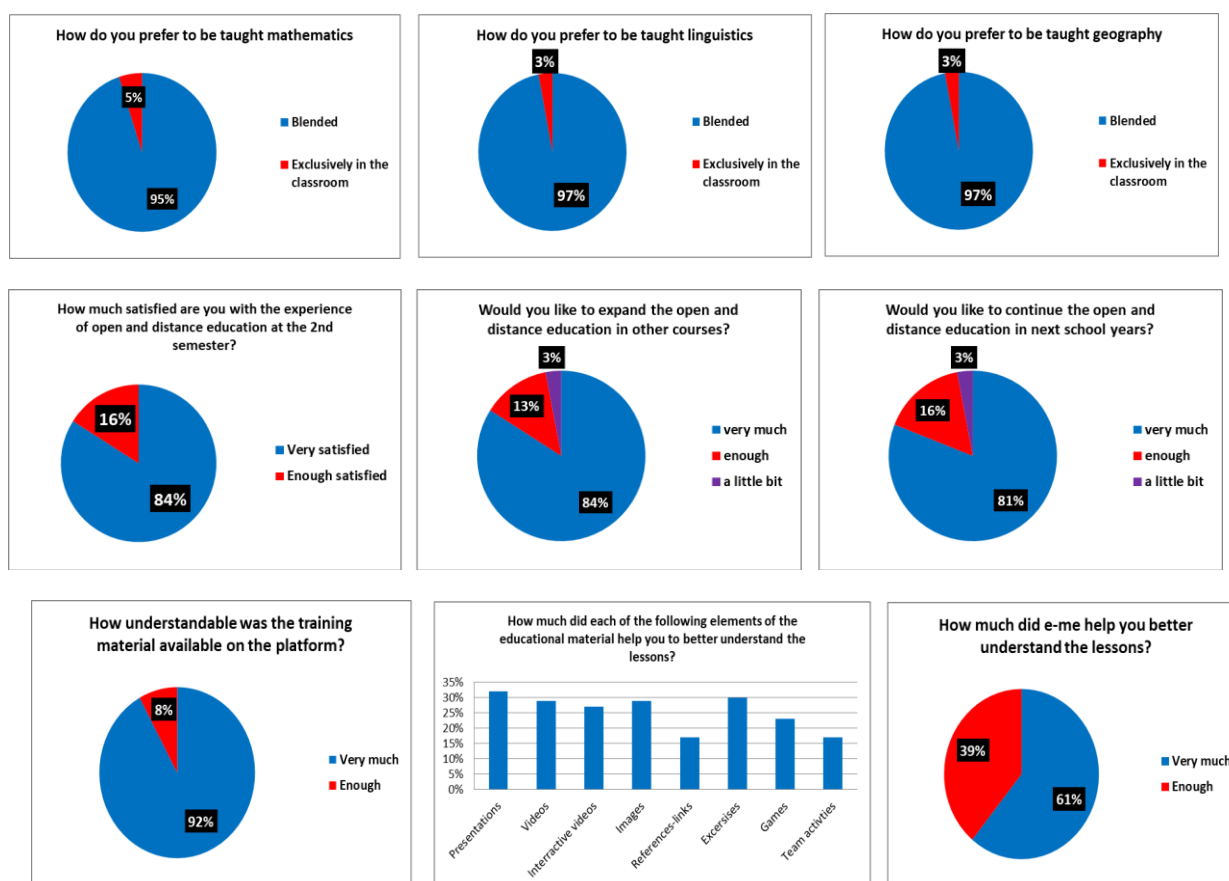 How do you prefer to be taught mathematics
5%
95%
Blended
Exclusively in the
classroom
How do you prefer to be taught linguistics
3%
97%
Blended
Exclusively in the
classroom
How do you prefer to be taught geography
3%
97%
Blended
Exclusively in the
classroom
How much satisfied are you with the experience
of open and distance education at the 2nd
semester?
16%
84%
Very satisfied
Enough satisfied
Would you like to expand the open and
distance education in other courses?
3%
13%
84%
very much
enough
a little bit
Would you like to continue the open and
distance education in next school years?
3%
16%
81%
very much
enough
a little bit
How understandable was the training
material available on the platform?
8%
92%
Very much
Enough
How much did each of the following elements of the
educational material help you to better understand the
lessons?
35%
30%
25%
20%
15%
10%
5%
0%
Presentations
Videos
Interractive videos
Images
References-links
Excersises
Games
Team activties
How much did e-me help you better
understand the lessons?
39%
61%
Very much
Enough